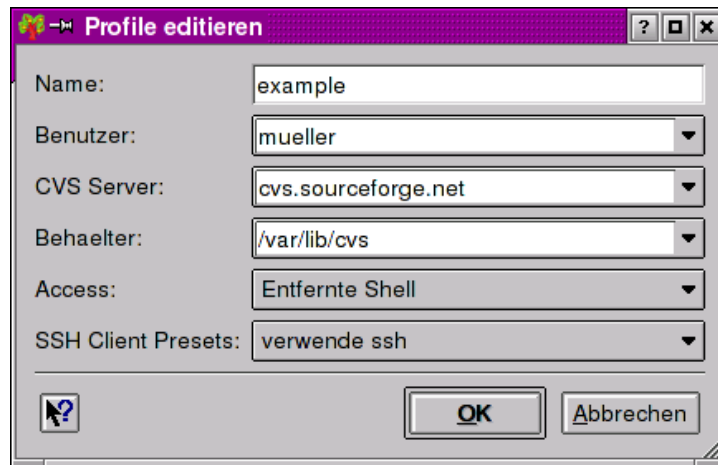 Profile editieren
Name: example
Benutzer: mueller
CVS Server: cvs.sourceforge.net
Behaelter: /var/lib/cvs
Access: Entfernte Shell
SSH Client Presets: verwende ssh
OK Abbrechen